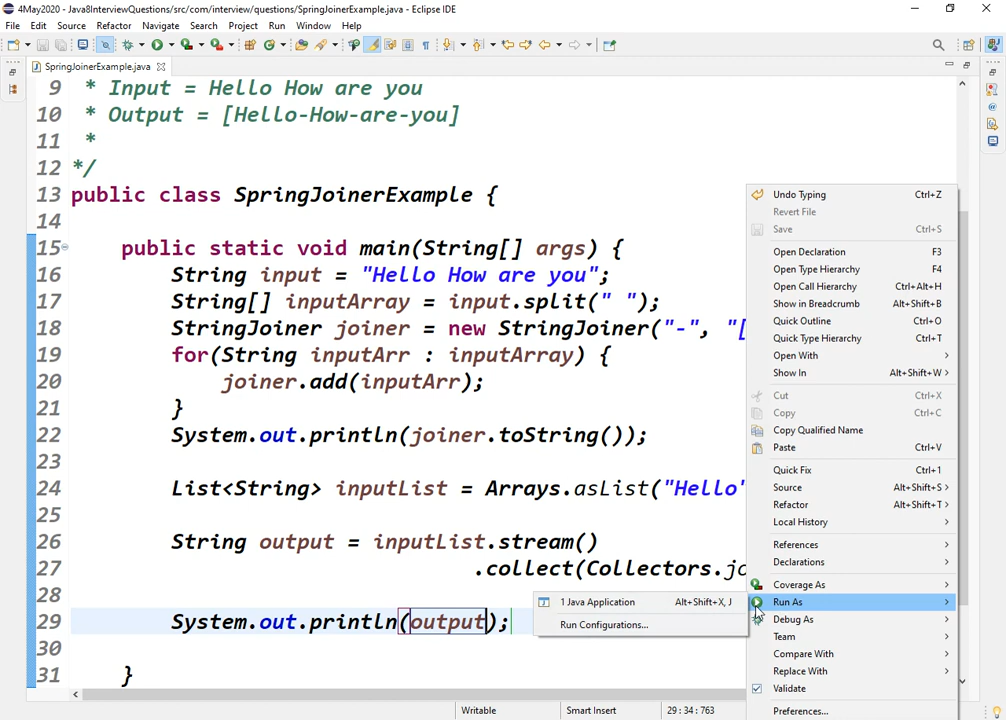 4May2020 - Java8InterviewQuestions/src/com/interview/questions/SpringJoinerExample.java - Eclipse IDE
File Edit Source Refactor Navigate Search Project Run Window Help
SpringJoinerExample.java
9 * Input = Hello How are you
10 * Output = [Hello-How-are-you]
11 *
12 */
13 public class SpringJoinerExample {
14
15 public static void main(String[] args) {
16 String input = "Hello How are you";
17 String[] inputArray = input.split(" ");
18 StringJoiner joiner = new StringJoiner("-", "[
19 for(String inputArr : inputArray) {
20 joiner.add(inputArr);
21 }
22 System.out.println(joiner.toString());
23
24 List<String> inputList = Arrays.asList("Hello"
25
26 String output = inputList.stream()
27 .collect(Collectors.jo
28
29 System.out.println(output);
30
31 }
Undo Typing Ctrl+Z
Revert File
Save Ctrl+S
Open Declaration F3
Open Type Hierarchy F4
Open Call Hierarchy Ctrl+Alt+H
Show in Breadcrumb Alt+Shift+B
Quick Outline Ctrl+O
Quick Type Hierarchy Ctrl+T
Open With
Show In Alt+Shift+W
Cut Ctrl+X
Copy Ctrl+C
Copy Qualified Name
Paste Ctrl+V
Quick Fix Ctrl+1
Source Alt+Shift+S
Refactor Alt+Shift+T
Local History
References
Declarations
Coverage As
Run As
Debug As
Team
Compare With
Replace With
Validate
Preferences...
1 Java Application Alt+Shift+X, J
Run Configurations...
Writable Smart Insert 29 : 34 : 763